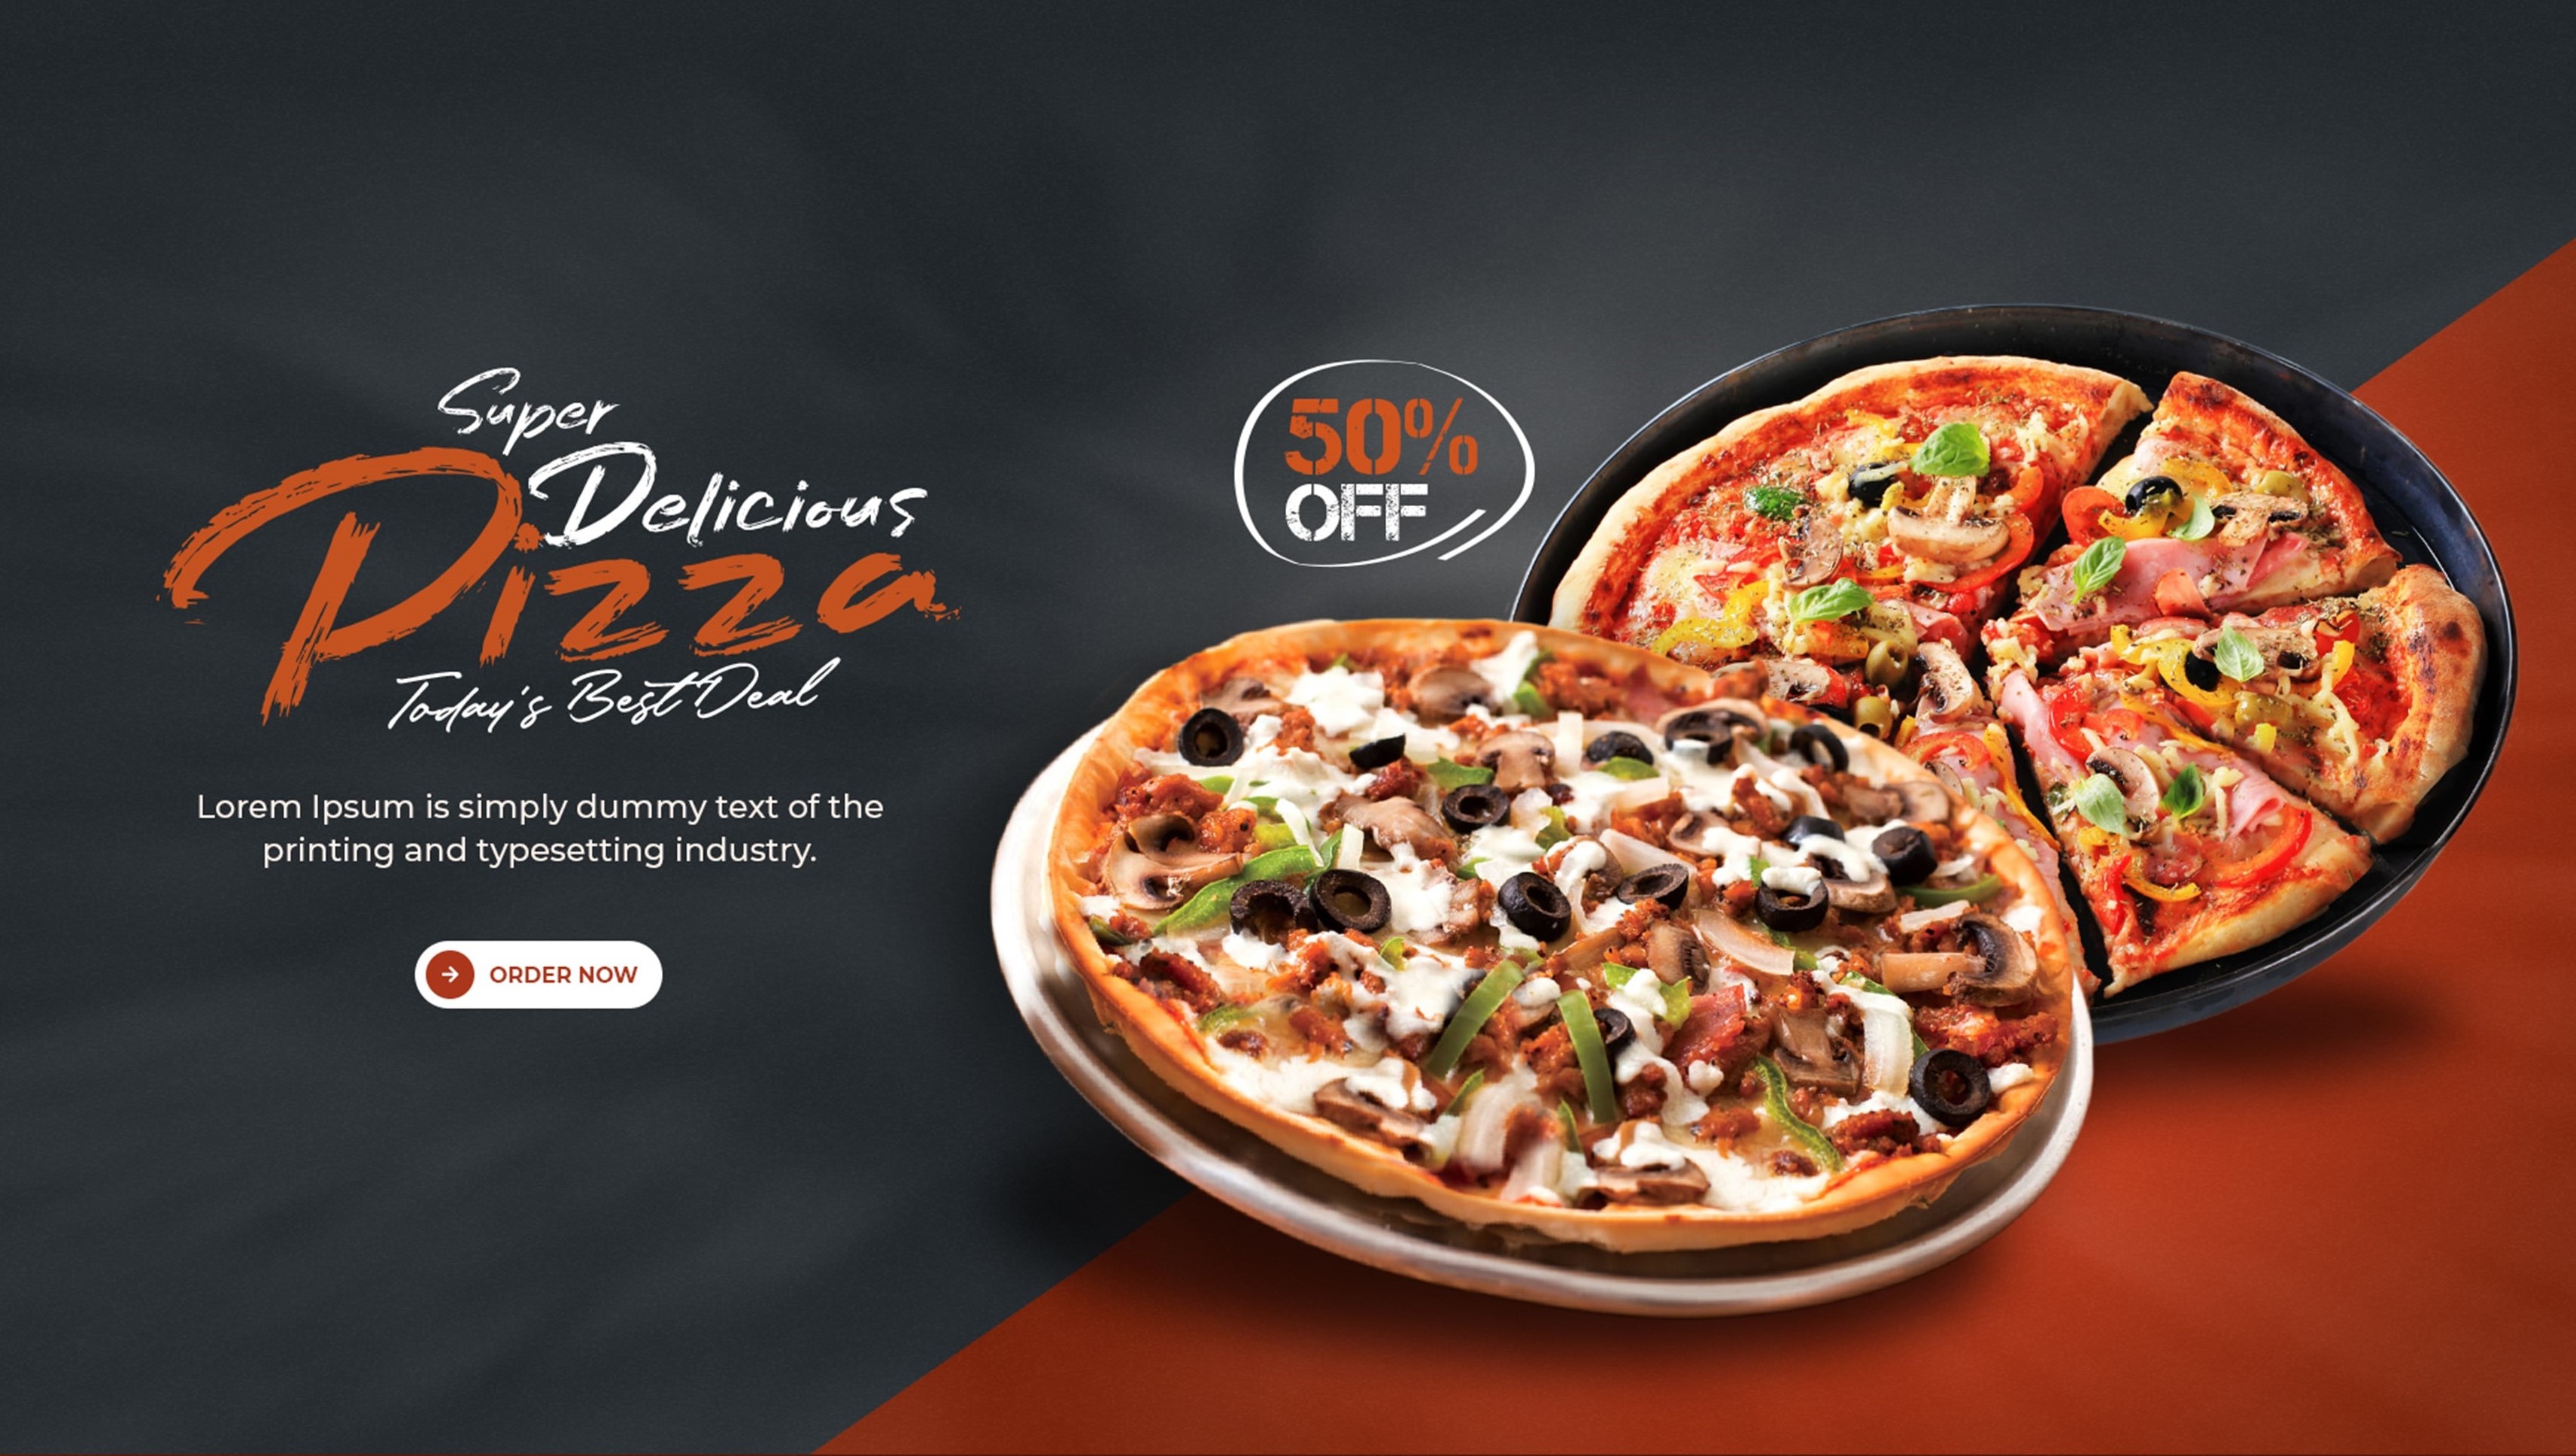 Super
Delicious
Pizza
Today's Best Deal
Lorem Ipsum is simply dummy text of the
printing and typesetting industry.
ORDER NOW
50%
OFF